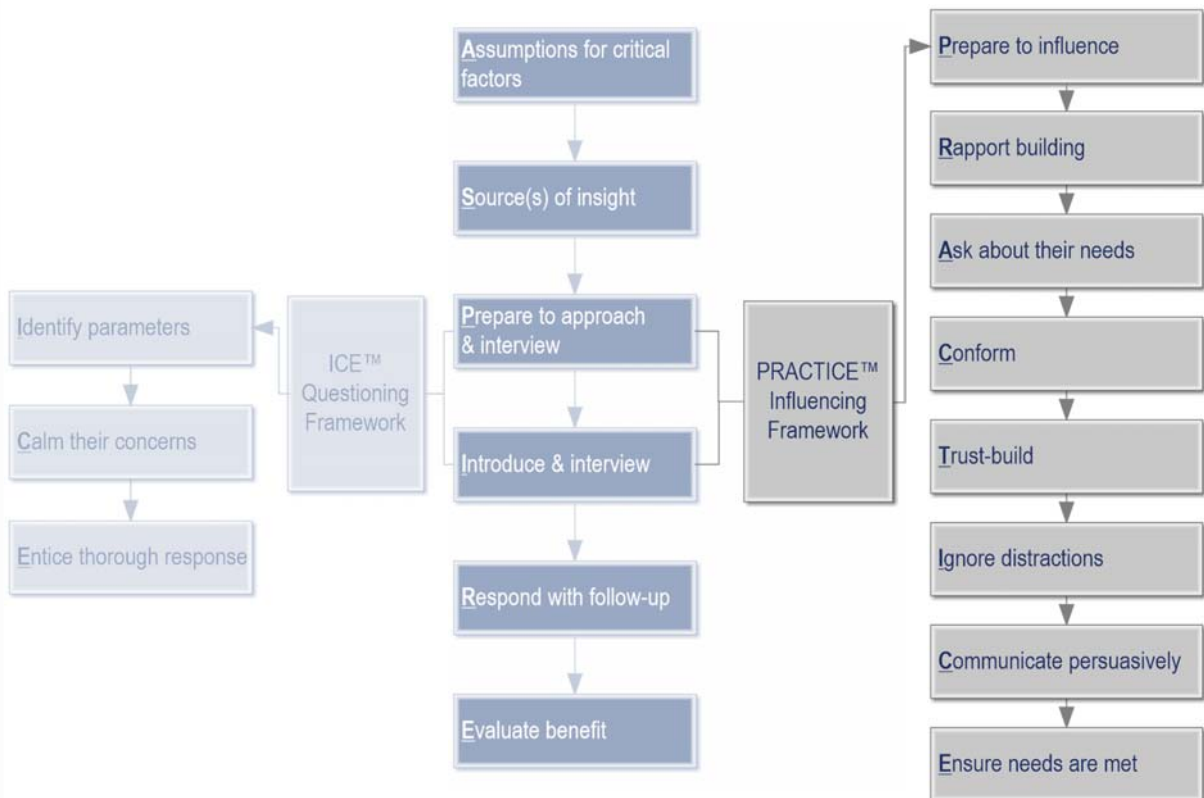 Assumptions for critical
factors
Source(s) of insight
Prepare to approach
& interview
Introduce & interview
Respond with follow-up
Evaluate benefit
ICE™
Questioning
Framework
Identify parameters
Calm their concerns
Entice thorough response
PRACTICE™
Influencing
Framework
Prepare to influence
Rapport building
Ask about their needs
Conform
Trust-build
Ignore distractions
Communicate persuasively
Ensure needs are met